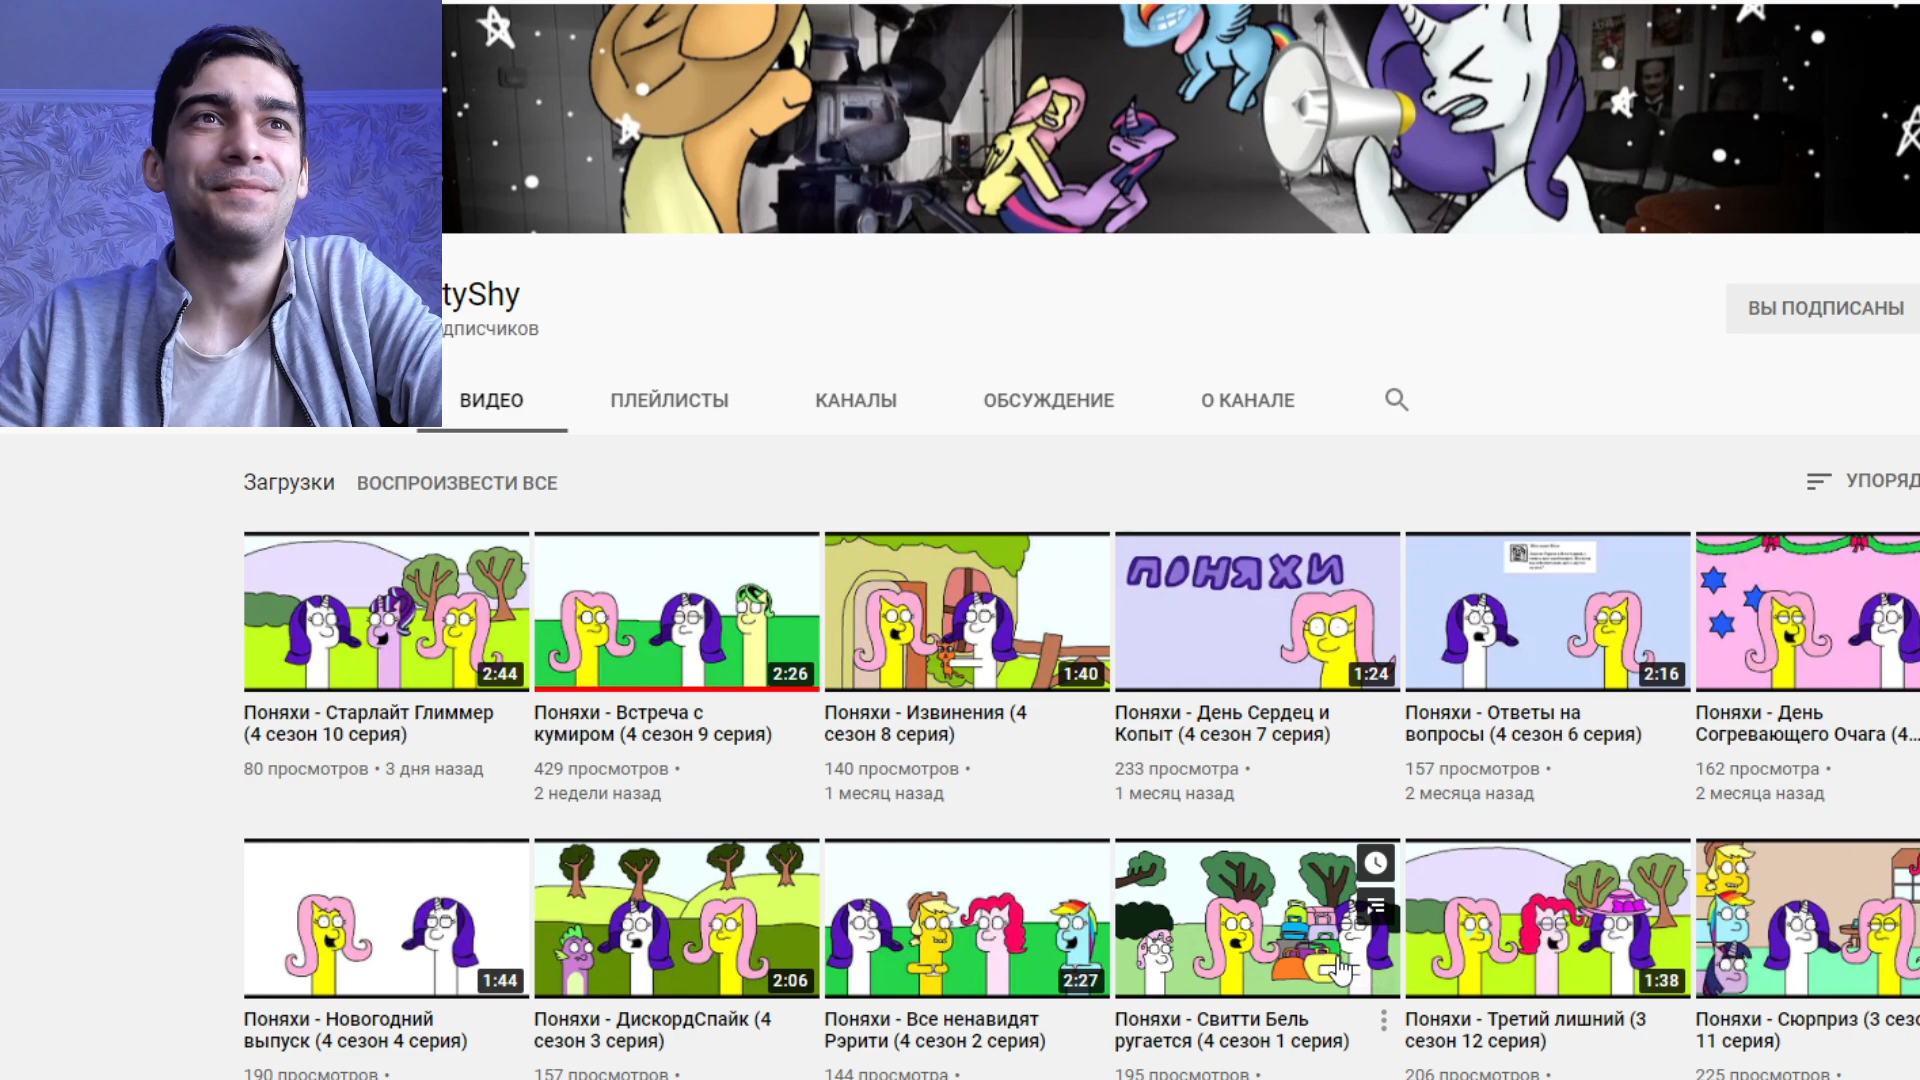 tyShy
дписчиков
ВЫ ПОДПИСАНЫ
ВИДЕО
ПЛЕЙЛИСТЫ
КАНАЛЫ
ОБСУЖДЕНИЕ
О КАНАЛЕ
Загрузки
ВОСПРОИЗВЕСТИ ВСЕ
УПОРЯД
2:44
2:26
1:40
поняхи
1:24
2:16
Поняхи - Старлайт Глиммер
(4 сезон 10 серия)
80 просмотров • 3 дня назад
Поняхи - Встреча с
кумиром (4 сезон 9 серия)
429 просмотров •
2 недели назад
Поняхи - Извинения (4
сезон 8 серия)
140 просмотров •
1 месяц назад
Поняхи - День Сердец и
Копыт (4 сезон 7 серия)
233 просмотра •
1 месяц назад
Поняхи - Ответы на
вопросы (4 сезон 6 серия)
157 просмотров •
2 месяца назад
Поняхи - День
Согревающего Очага (4...
162 просмотра •
2 месяца назад
1:44
2:06
2:27
1:38
Поняхи - Новогодний
выпуск (4 сезон 4 серия)
190 просмотров •
Поняхи - ДискордСпайк (4
сезон 3 серия)
157 просмотров •
Поняхи - Все ненавидят
Рэрити (4 сезон 2 серия)
144 просмотра •
Поняхи - Свитти Бель
ругается (4 сезон 1 серия)
195 просмотров •
Поняхи - Третий лишний (3
сезон 12 серия)
206 просмотров •
Поняхи - Сюрприз (3 сезо
11 серия)
225 просмотров •